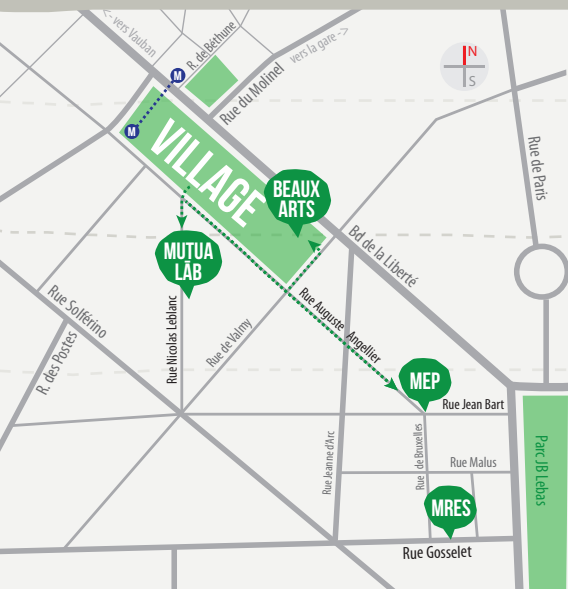 <- vers Vauban
R. de Béthune
vers la gare ->
Rue du Molinel
N
S
M
M
VILLAGE
BEAUX
ARTS
Rue de Paris
MUTUA
LĀB
Bd de la Liberté
Rue Solférino
R. des Postes
Rue Nicolas Leblanc
Rue de Valmy
Rue Auguste Angellier
MEP
Rue Jean Bart
Rue Jeanne d'Arc
Rue de Bruxelles
Rue Malus
Parc JB Lebas
MRES
Rue Gosselet